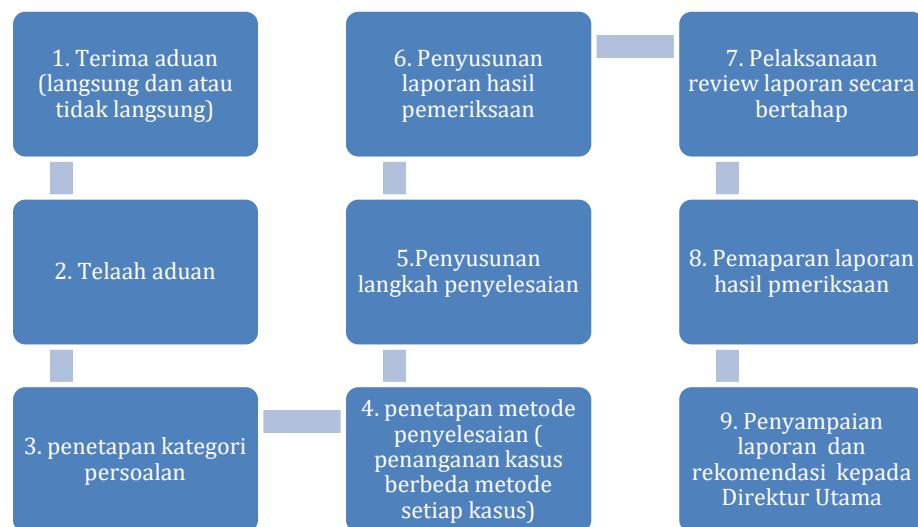 1. Terima aduan
(langsung dan atau
tidak langsung)
2. Telaah aduan
3. penetapan kategori
persoalan
4. penetapan metode
penyelesaian (
penanganan kasus
berbeda metode
setiap kasus)
5.Penyusunan
langkah penyelesaian
6. Penyusunan
laporan hasil
pemeriksaan
7. Pelaksanaan
review laporan secara
bertahap
8. Pemaparan laporan
hasil pmeriksaan
9. Penyampaian
laporan dan
rekomendasi kepada
Direktur Utama